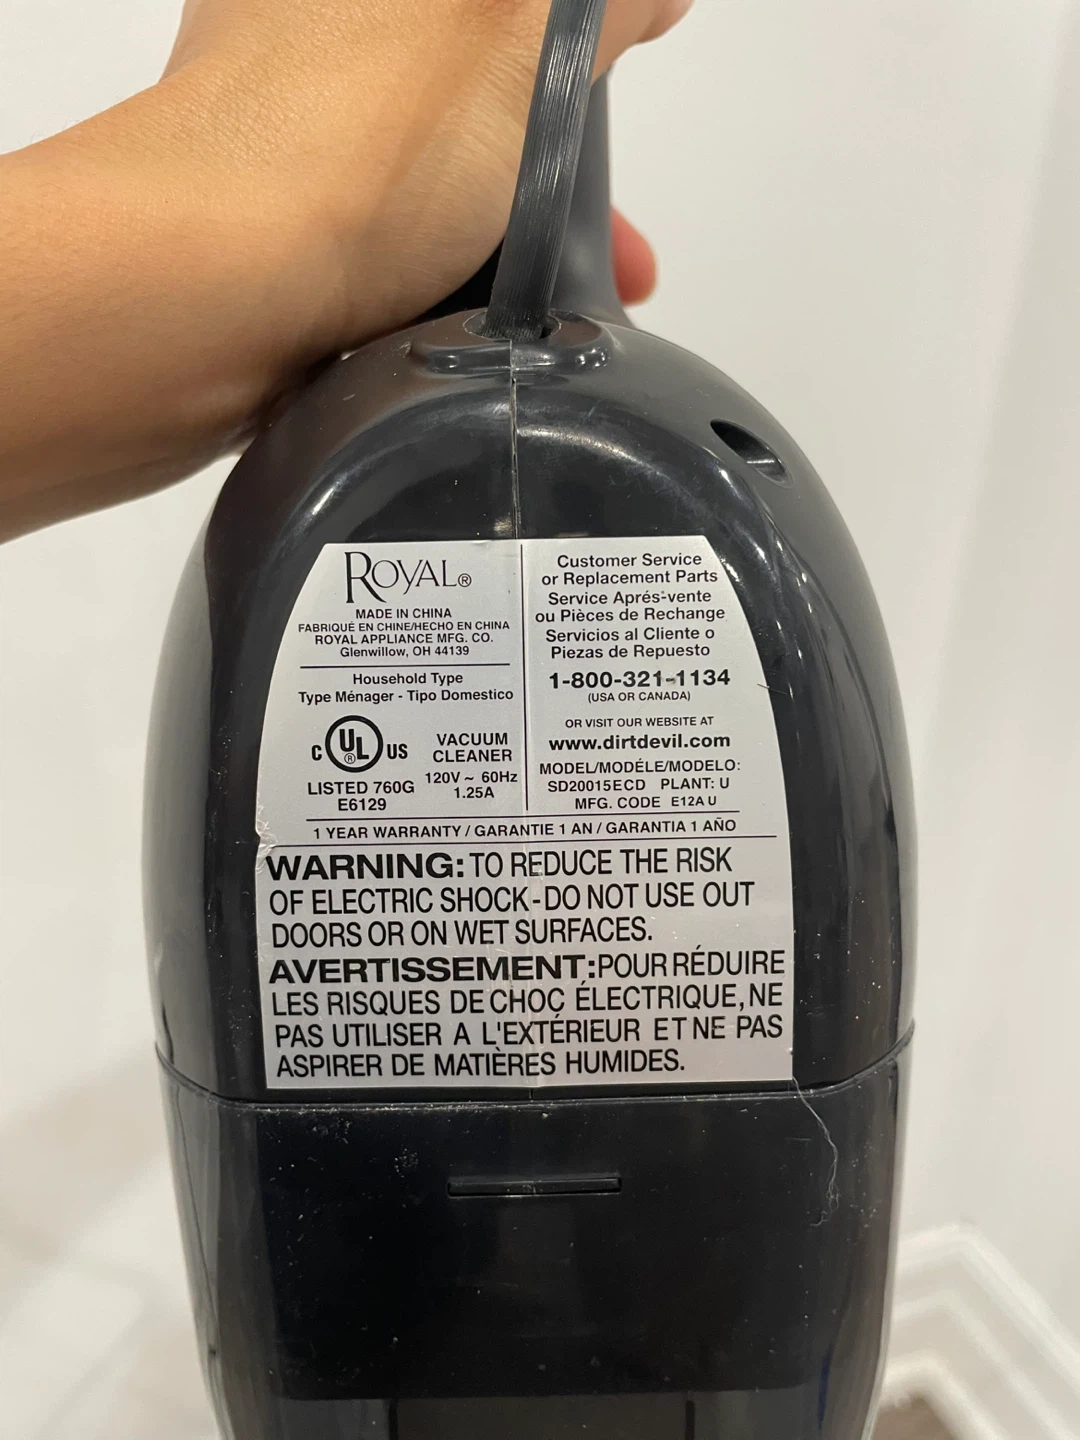 ROYAL®
MADE IN CHINA
FABRIQUÉ EN CHINE/HECHO EN CHINA
ROYAL APPLIANCE MFG. CO.
Glenwillow, OH 44139
Household Type
Type Ménager - Tipo Domestico
C UL ® US
LISTED 760G
E6129
VACUUM
CLEANER
120V ~ 60Hz
1.25A
Customer Service
or Replacement Parts
Service Aprés-vente
ou Pièces de Rechange
Servicios al Cliente o
Piezas de Repuesto
1-800-321-1134
(USA OR CANADA)
OR VISIT OUR WEBSITE AT
www.dirtdevil.com
MODEL/MODÉLE/MODELO:
SD20015ECD PLANT: U
MFG. CODE E12A U
1 YEAR WARRANTY / GARANTIE 1 AN / GARANTIA 1 AÑO
WARNING: TO REDUCE THE RISK
OF ELECTRIC SHOCK - DO NOT USE OUT
DOORS OR ON WET SURFACES.
AVERTISSEMENT: POUR RÉDUIRE
LES RISQUES DE CHOC ÉLECTRIQUE, NE
PAS UTILISER A L'EXTÉRIEUR ET NE PAS
ASPIRER DE MATIÈRES HUMIDES.